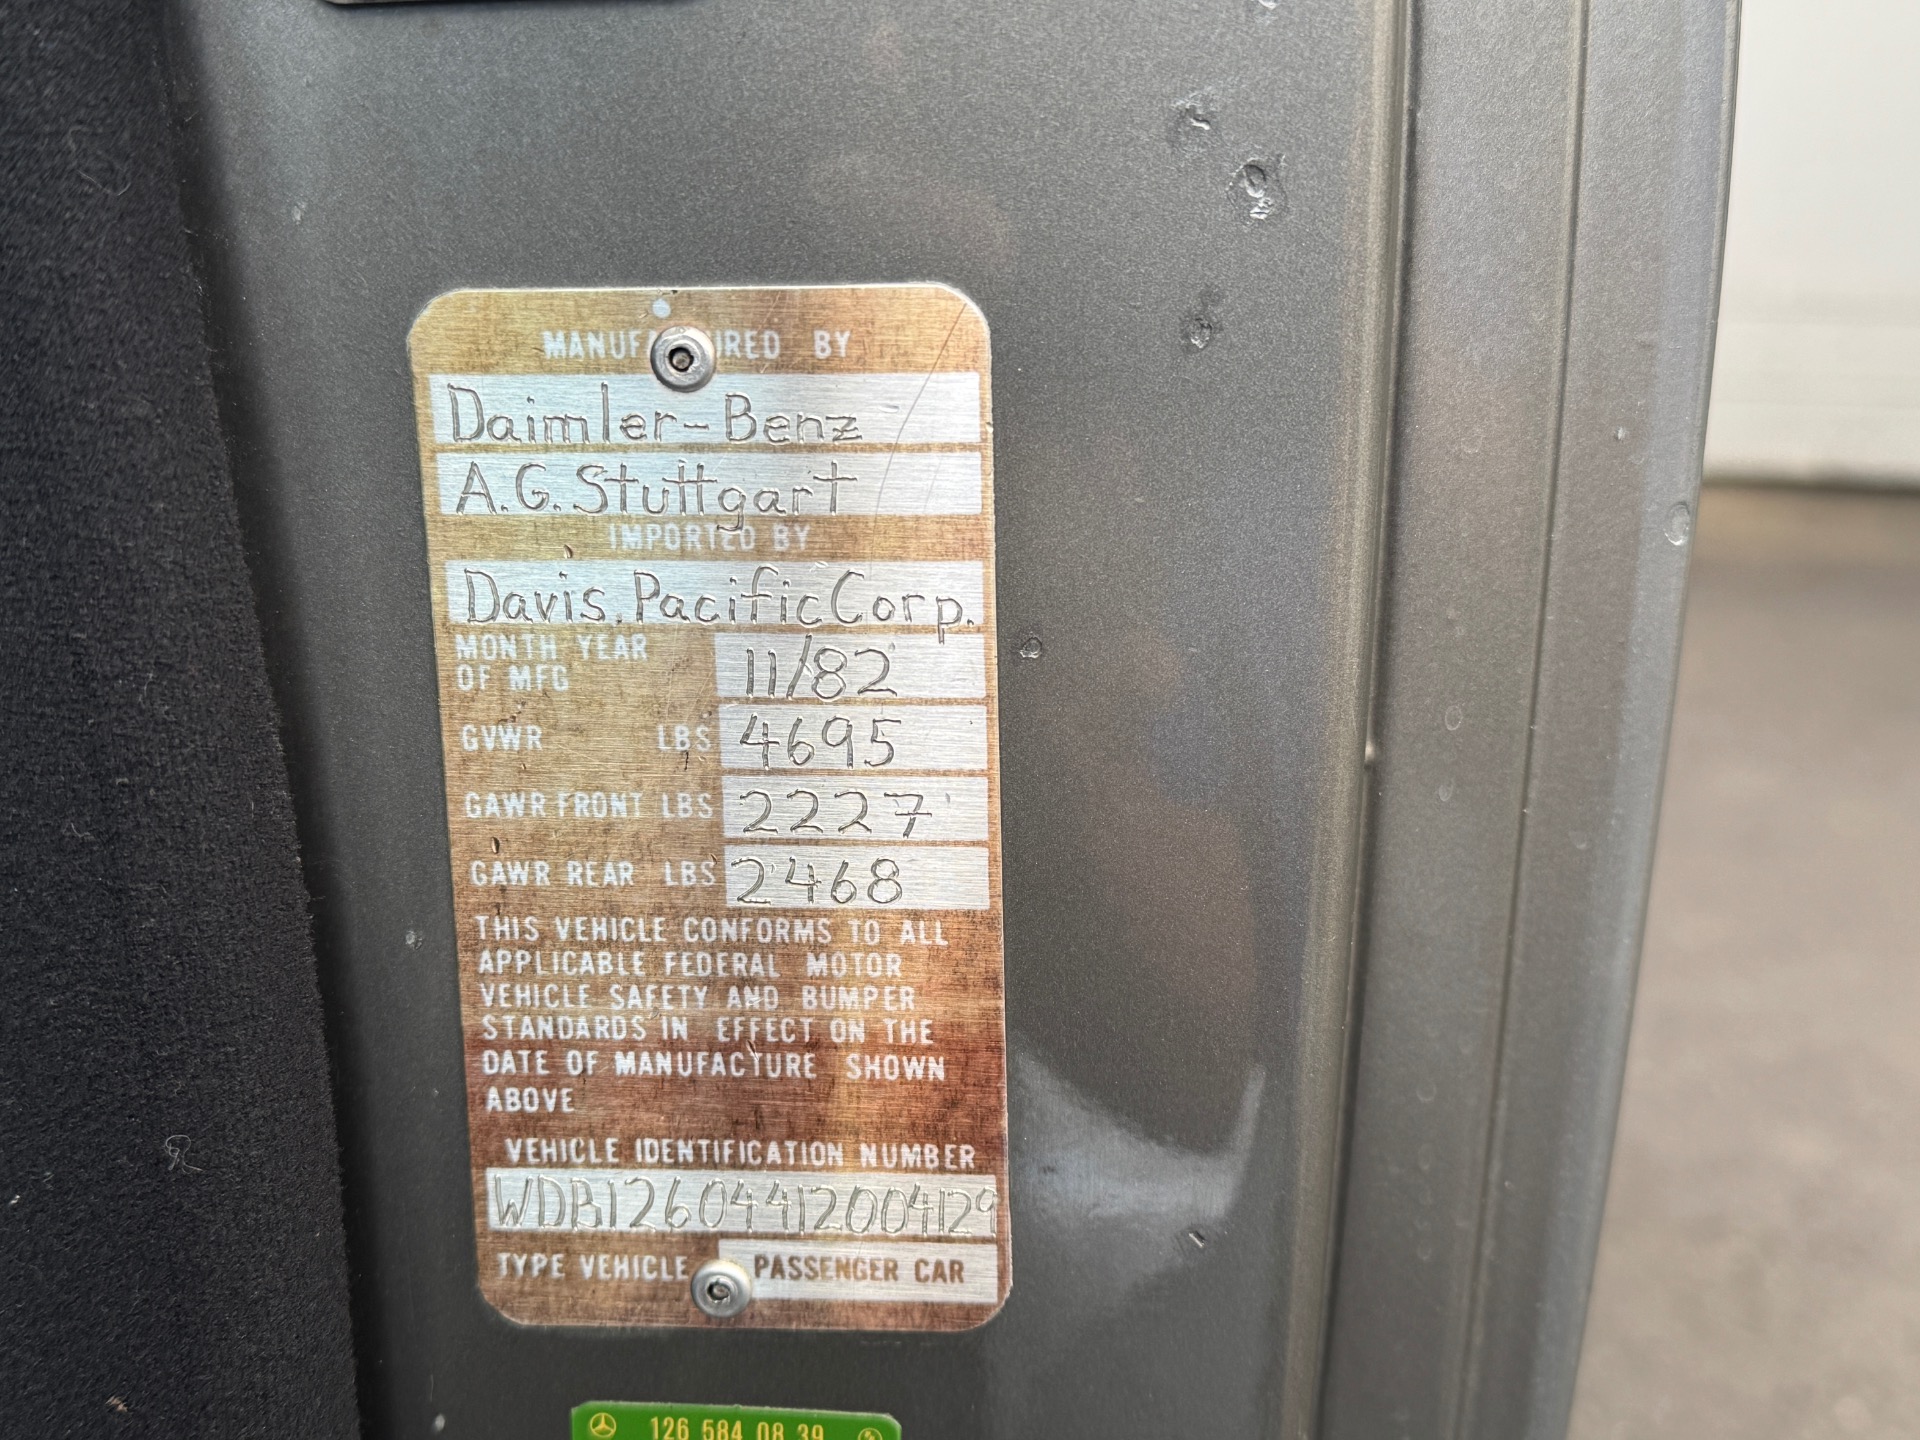 MANUFACTURED BY
Daimler-Benz
A.G. Stuttgart
IMPORTED BY
Davis. Pacific Corp.
MONTH YEAR OF MFG 11/82
GVWR LBS 4695
GAWR FRONT LBS 2227
GAWR REAR LBS 2468
THIS VEHICLE CONFORMS TO ALL
APPLICABLE FEDERAL MOTOR
VEHICLE SAFETY AND BUMPER
STANDARDS IN EFFECT ON THE
DATE OF MANUFACTURE SHOWN
ABOVE
VEHICLE IDENTIFICATION NUMBER
WDB12604412004129
TYPE VEHICLE PASSENGER CAR
126 584 08 39